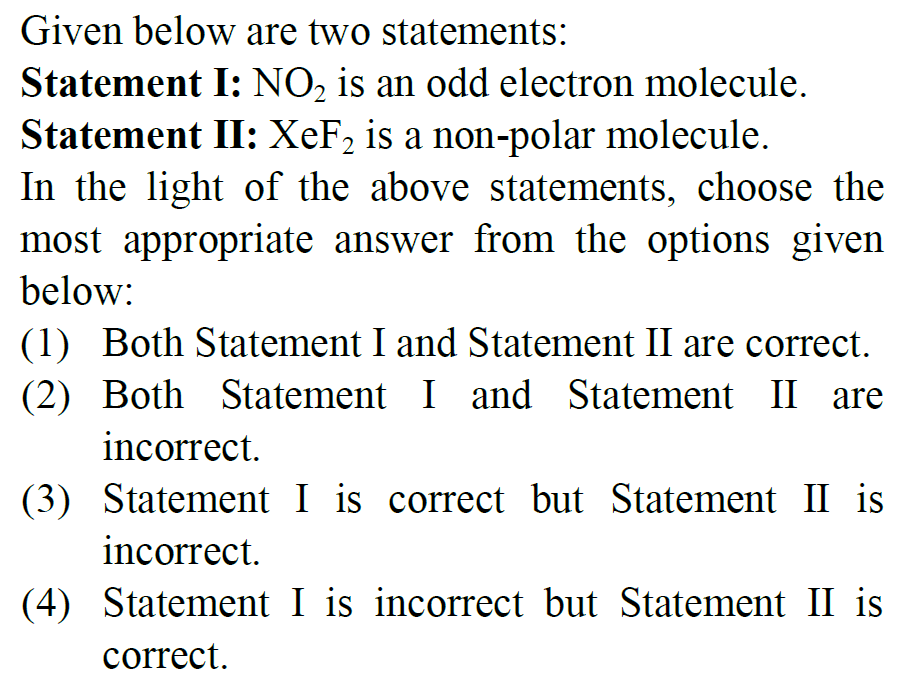 Given below are two statements:
Statement I: NO₂ is an odd electron molecule.
Statement II: XeF₂ is a non-polar molecule.
In the light of the above statements, choose the
most appropriate answer from the options given
below:
(1) Both Statement I and Statement II are correct.
(2) Both Statement I and Statement II are
incorrect.
(3) Statement I is correct but Statement II is
incorrect.
(4) Statement I is incorrect but Statement II is
correct.